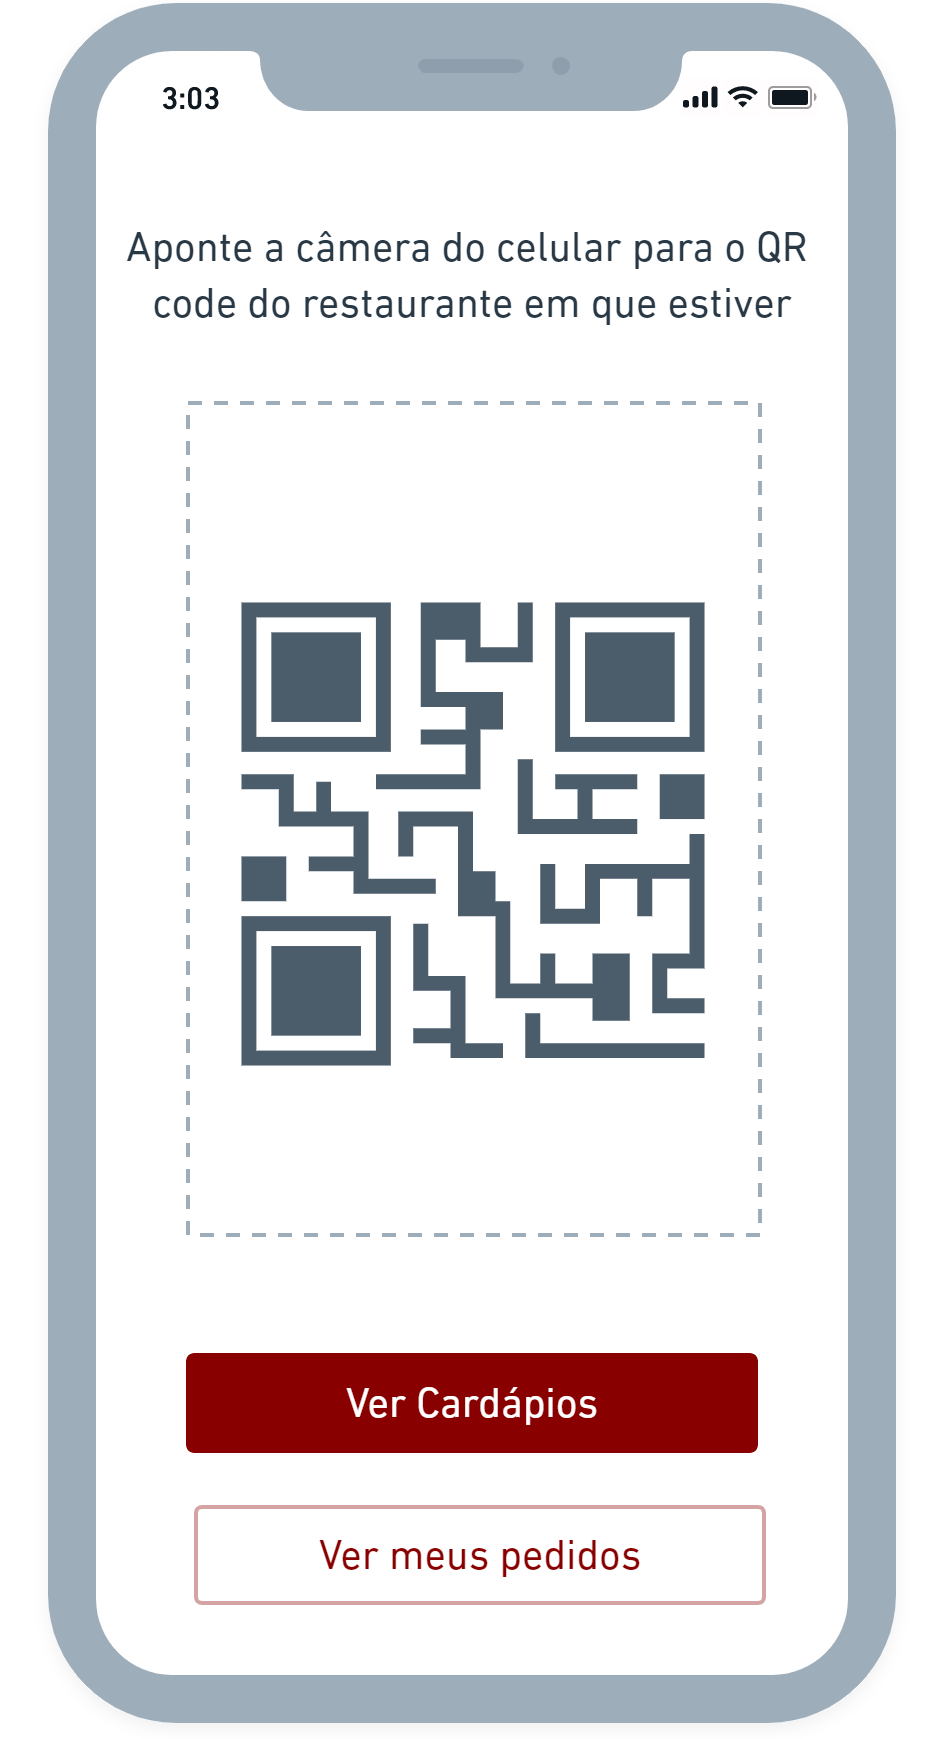 3:03
Aponte a câmera do celular para o QR
code do restaurante em que estiver
Ver Cardápios
Ver meus pedidos